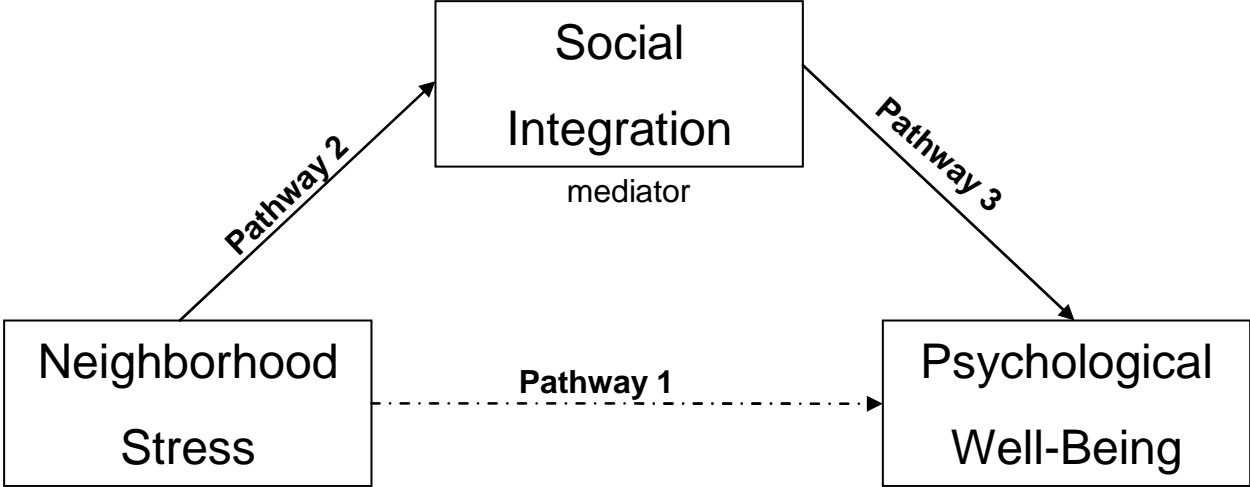 Social
Integration
mediator
Pathway 2
Pathway 3
Neighborhood
Stress
Pathway 1
Psychological
Well-Being